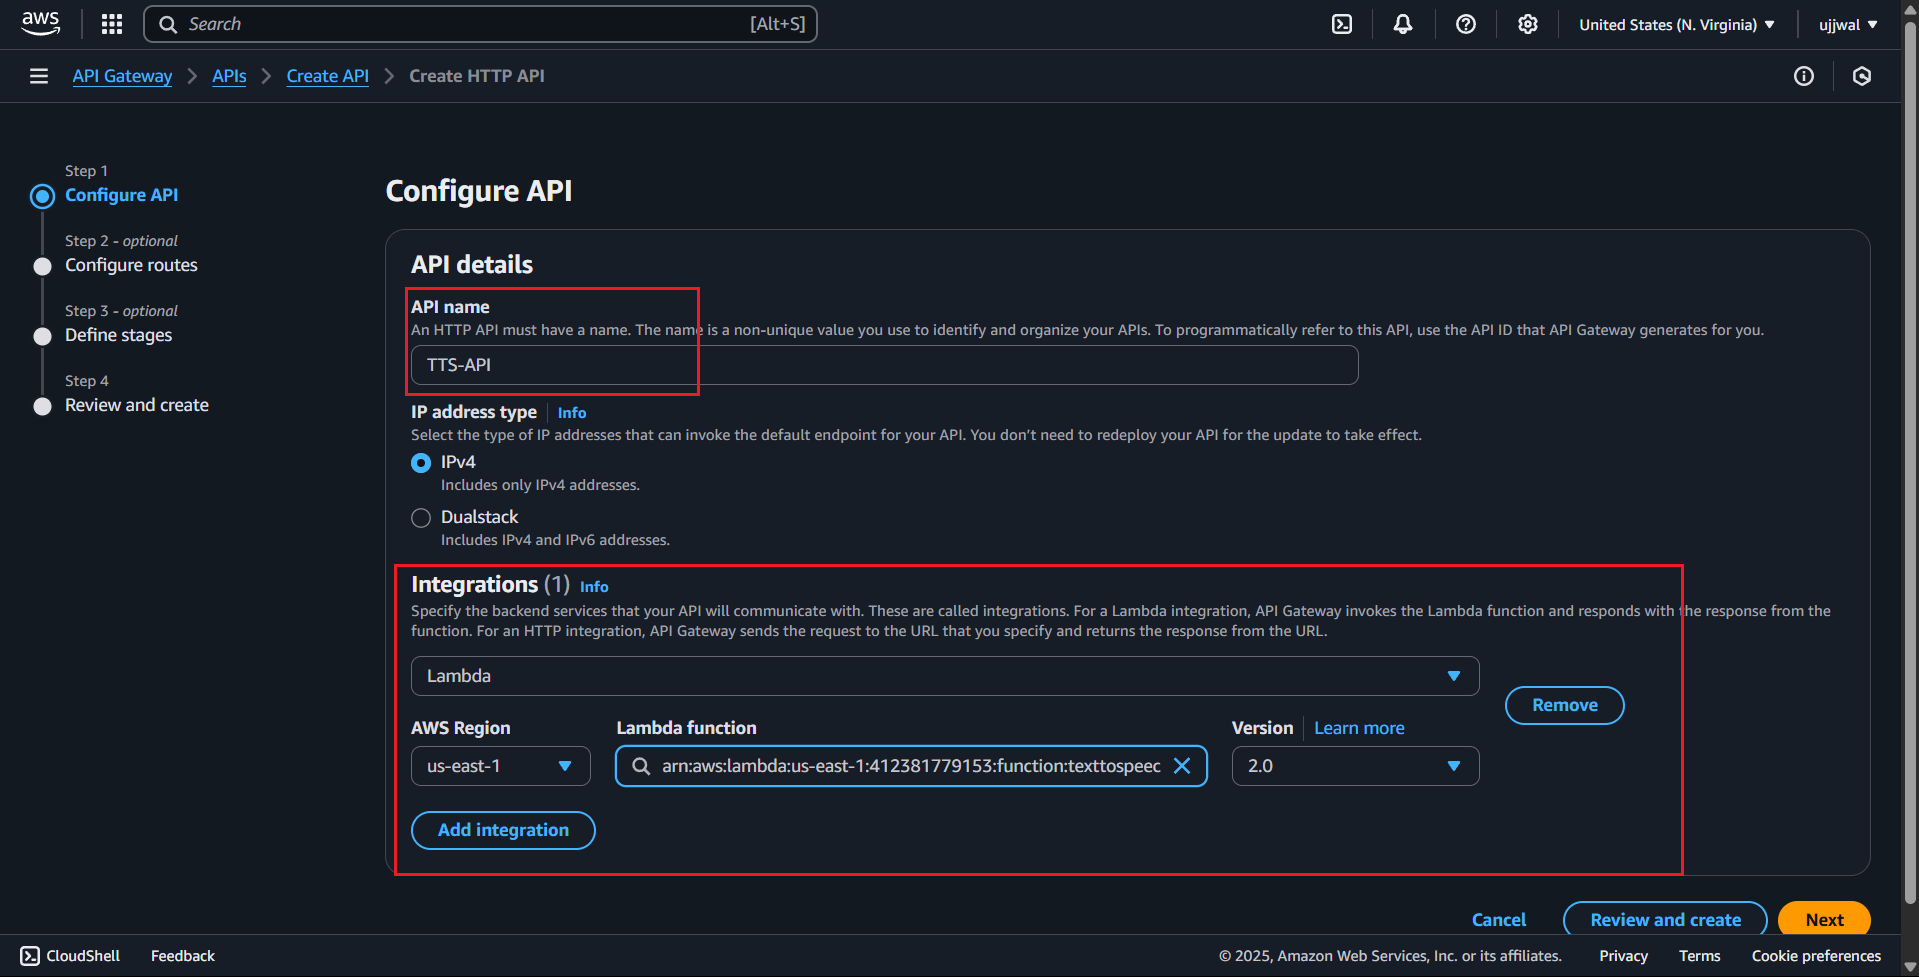 aws
Search
[Alt+S]
United States (N. Virginia)
ujjwal
API Gateway
APIs
Create API
Create HTTP API
Step 1
Configure API
Step 2 - optional
Configure routes
Step 3 - optional
Define stages
Step 4
Review and create
Configure API
API details
API name
An HTTP API must have a name. The name is a non-unique value you use to identify and organize your APIs. To programmatically refer to this API, use the API ID that API Gateway generates for you.
TTS-API
IP address type
Info
Select the type of IP addresses that can invoke the default endpoint for your API. You don’t need to redeploy your API for the update to take effect.
IPv4
Includes only IPv4 addresses.
Dualstack
Includes IPv4 and IPv6 addresses.
Integrations (1) Info
Specify the backend services that your API will communicate with. These are called integrations. For a Lambda integration, API Gateway invokes the Lambda function and responds with the response from the
function. For an HTTP integration, API Gateway sends the request to the URL that you specify and returns the response from the URL.
Lambda
Remove
AWS Region
Lambda function
Version
Learn more
us-east-1
arn:aws:lambda:us-east-1:412381779153:function:texttospeec
2.0
Add integration
Cancel
Review and create
Next
CloudShell
Feedback
© 2025, Amazon Web Services, Inc. or its affiliates.
Privacy
Terms
Cookie preferences